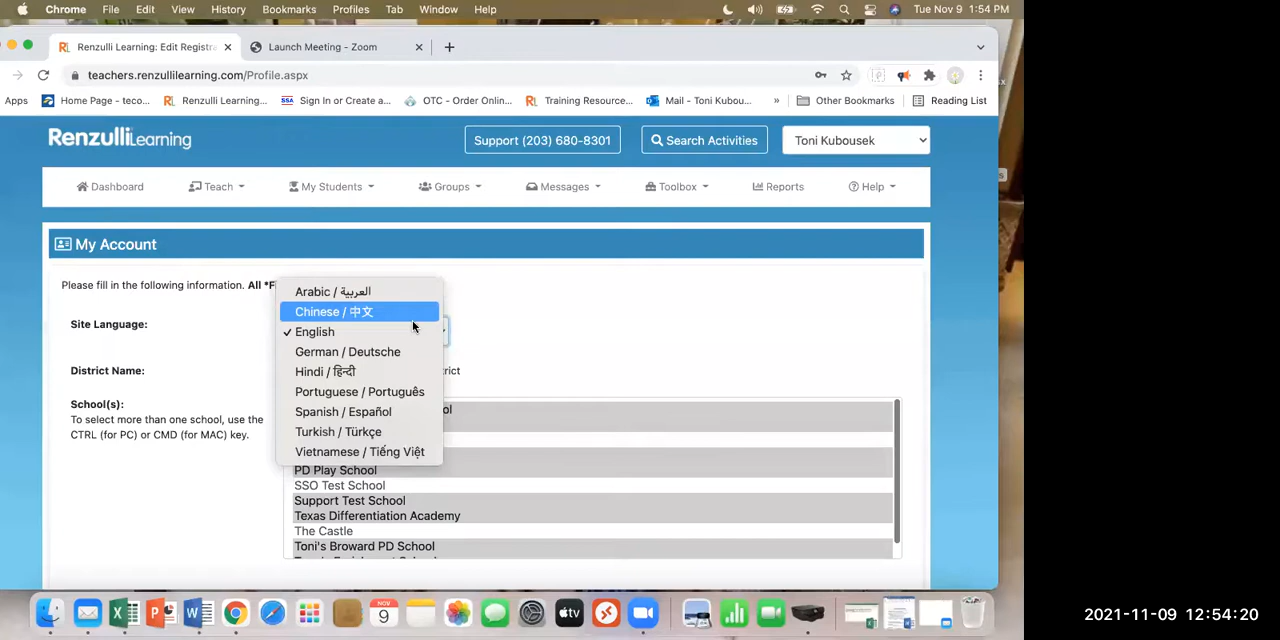 Chrome File Edit View History Bookmarks Profiles Tab Window Help Tue Nov 9 1:54 PM
Renzulli Learning: Edit Registra Launch Meeting - Zoom
teachers.renzullilearning.com/Profile.aspx
Apps Home Page - teco... Renzulli Learning... SSA Sign In or Create a... OTC - Order Onlin... Training Resource... Mail - Toni Kubou... » Other Bookmarks Reading List
RenzulliLearning Support (203) 680-8301 Search Activities Toni Kubousek
Dashboard Teach My Students Groups Messages Toolbox Reports Help
My Account
Please fill in the following information. All *F
Arabic / العربية
Site Language:
Chinese / 中文
English
German / Deutsche
District Name:
Hindi / हिन्दी
rict
Portuguese / Português
School(s):
To select more than one school, use the
CTRL (for PC) or CMD (for MAC) key.
Spanish / Español
ol
Turkish / Türkçe
Vietnamese / Tiếng Việt
PD Play School
SSO Test School
Support Test School
Texas Differentiation Academy
The Castle
Toni's Broward PD School
NOV
9
tv
2021-11-09 12:54:20